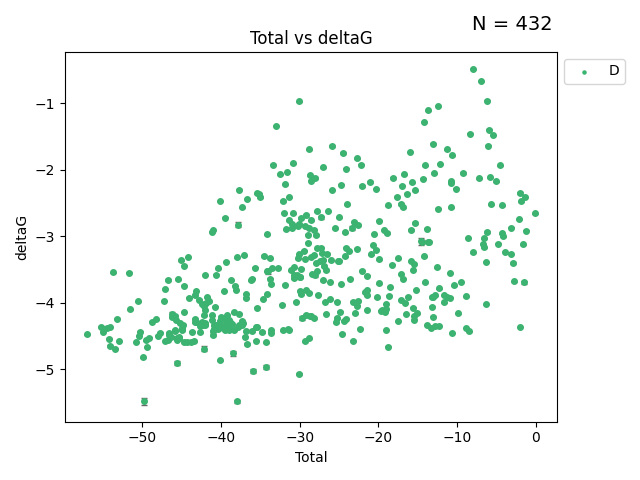 N = 432
Total vs deltaG
D
deltaG
−1
−2
−3
−4
−5
−50 −40 −30 −20 −10 0
Total